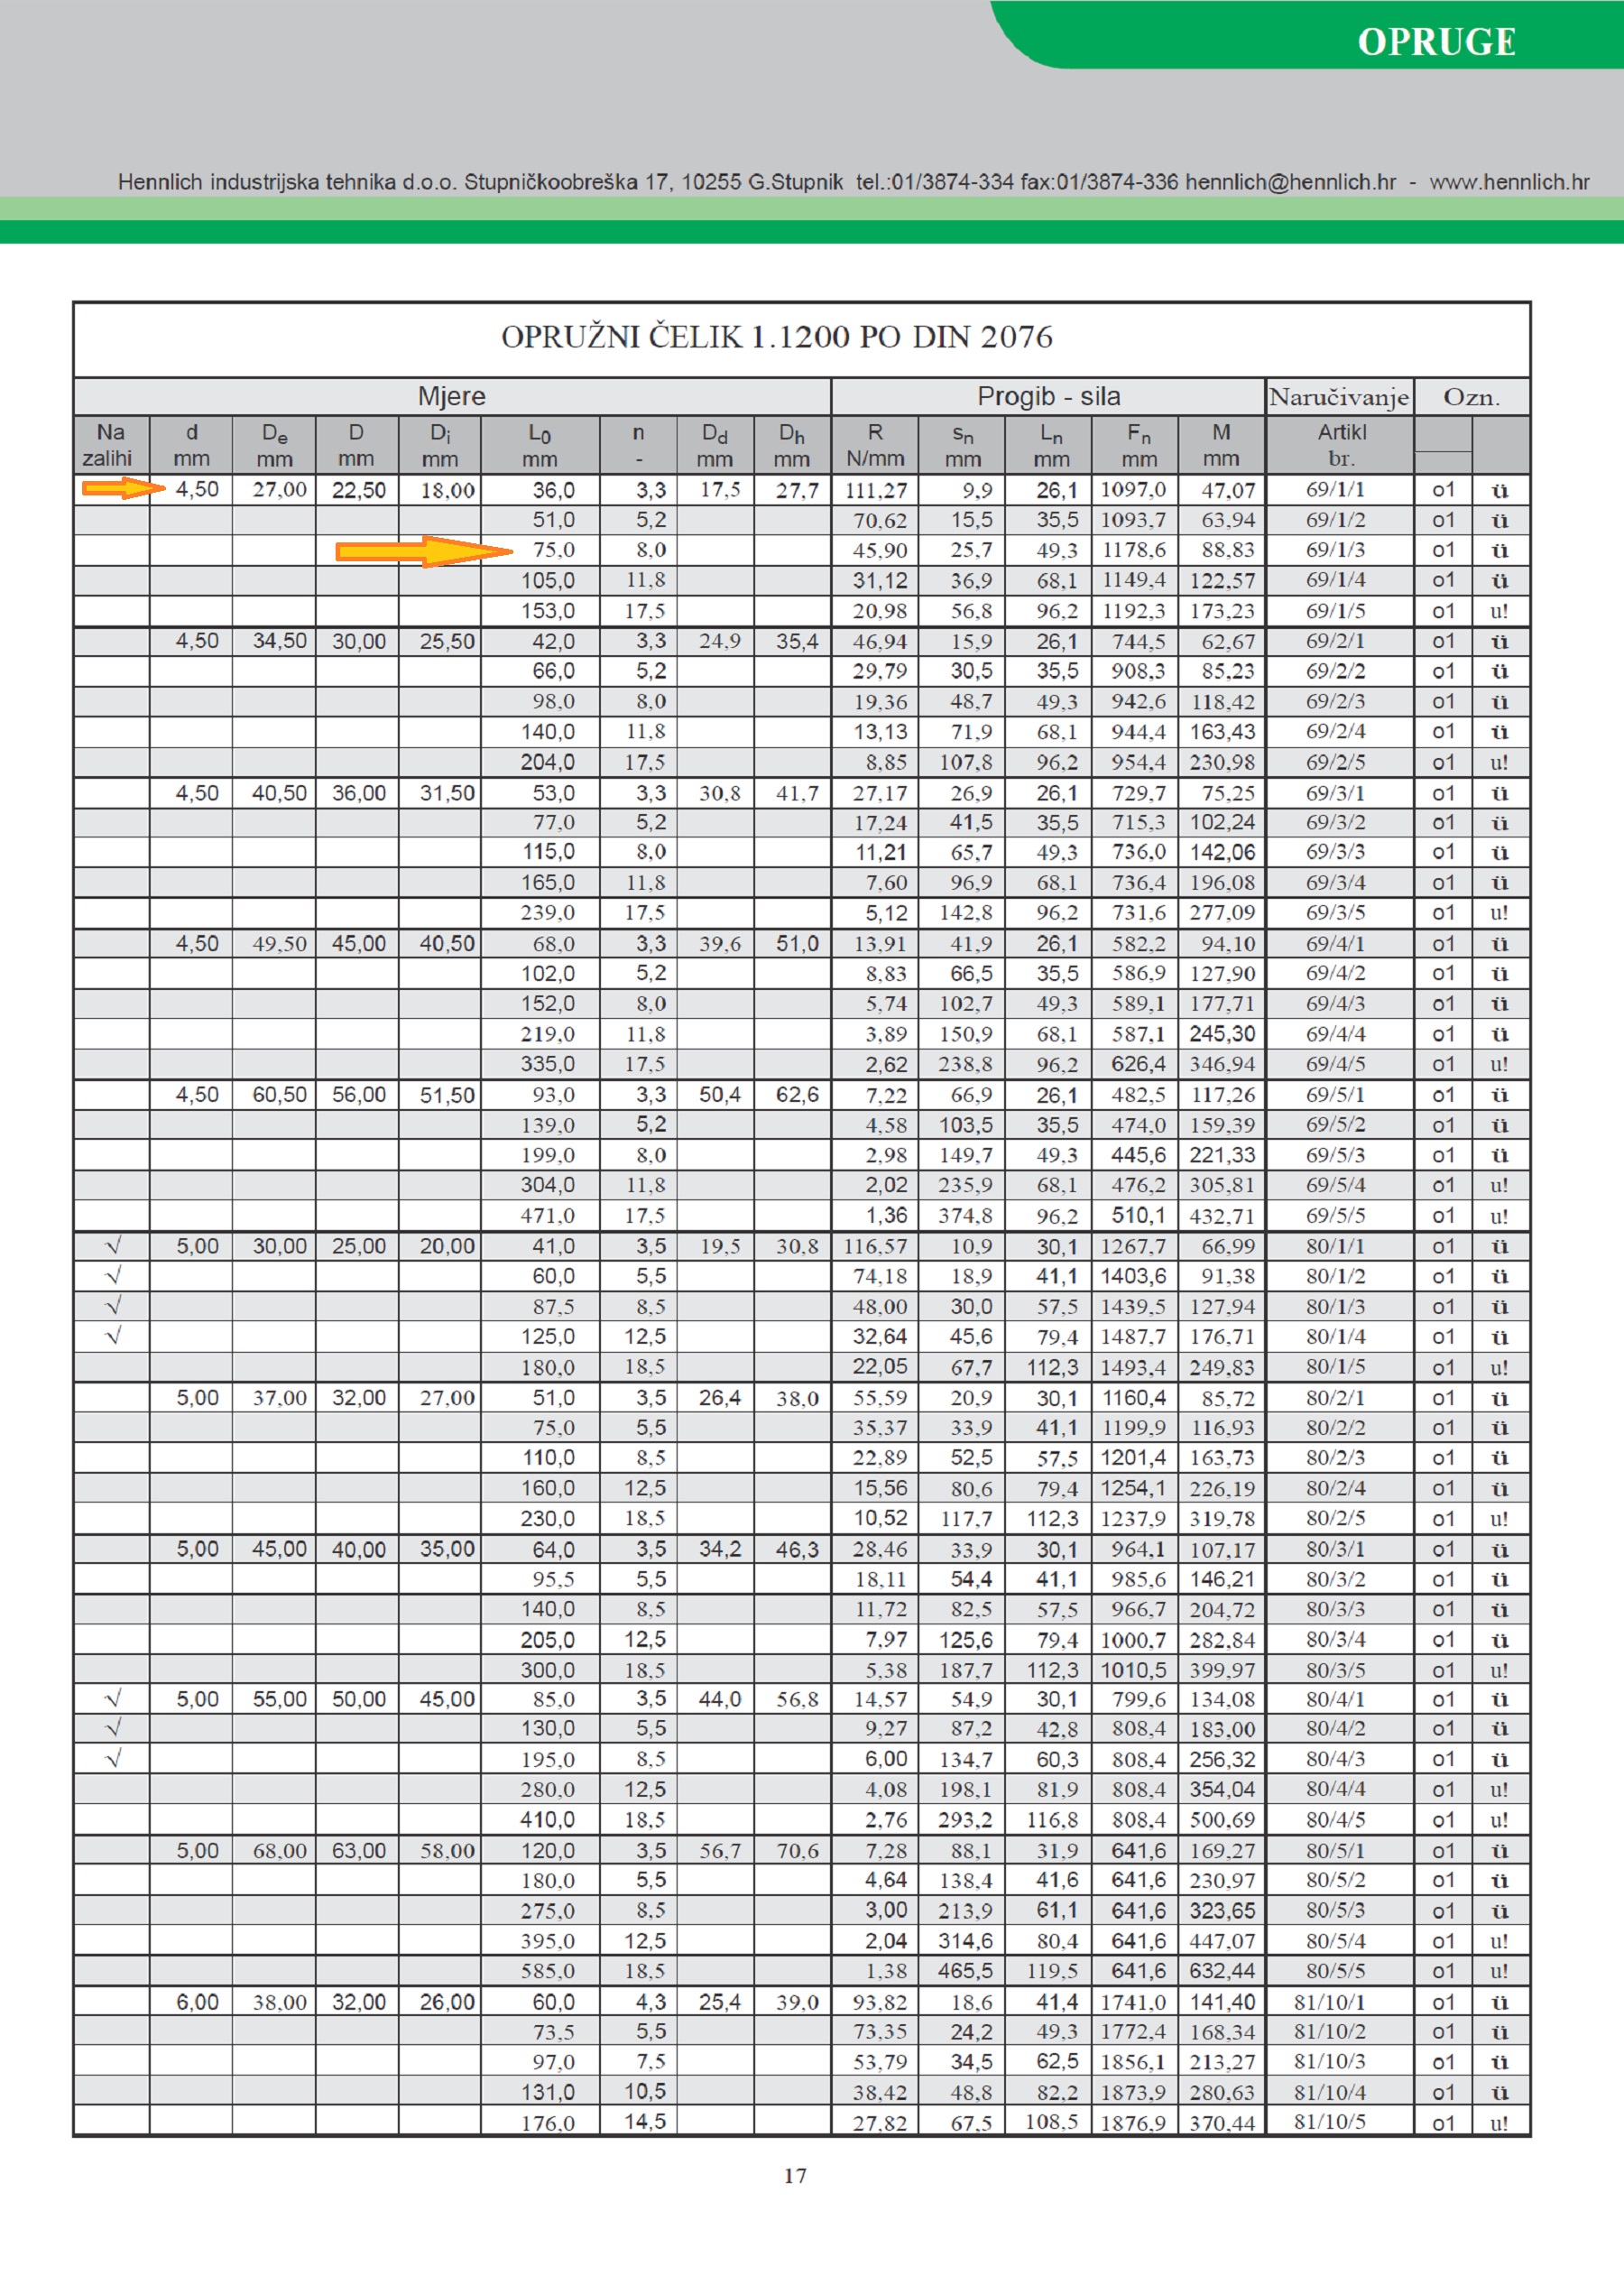 OPRUGE
Hennlich industrijska tehnika d.o.o. Stupničkoobreška 17, 10255 G.Stupnik tel.:01/3874-334 fax:01/3874-336 hennlich@hennlich.hr - www.hennlich.hr
OPRUŽNI ČELIK 1.1200 PO DIN 2076
Mjere Progib - sila Naručivanje Ozn.
Na d De D Di L0 n Dd Dh R sn Ln Fn M Artikl
zalihi mm mm mm mm mm - mm mm N/mm mm mm mm mm br.
4,50 27,00 22,50 18,00 36,0 3,3 17,5 27,7 111,27 9,9 26,1 1097,0 47,07 69/1/1 o1 ü
51,0 5,2 70,62 15,5 35,5 1093,7 63,94 69/1/2 o1 ü
75,0 8,0 45,90 25,7 49,3 1178,6 88,83 69/1/3 o1 ü
105,0 11,8 31,12 36,9 68,1 1149,4 122,57 69/1/4 o1 ü
153,0 17,5 20,98 56,8 96,2 1192,3 173,23 69/1/5 o1 u!
4,50 34,50 30,00 25,50 42,0 3,3 24,9 35,4 46,94 15,9 26,1 744,5 62,67 69/2/1 o1 ü
66,0 5,2 29,79 30,5 35,5 908,3 85,23 69/2/2 o1 ü
98,0 8,0 19,36 48,7 49,3 942,6 118,42 69/2/3 o1 ü
140,0 11,8 13,13 71,9 68,1 944,4 163,43 69/2/4 o1 ü
204,0 17,5 8,85 107,8 96,2 954,4 230,98 69/2/5 o1 u!
4,50 40,50 36,00 31,50 53,0 3,3 30,8 41,7 27,17 26,9 26,1 729,7 75,25 69/3/1 o1 ü
77,0 5,2 17,24 41,5 35,5 715,3 102,24 69/3/2 o1 ü
115,0 8,0 11,21 65,7 49,3 736,0 142,06 69/3/3 o1 ü
165,0 11,8 7,60 96,9 68,1 736,4 196,08 69/3/4 o1 ü
239,0 17,5 5,12 142,8 96,2 731,6 277,09 69/3/5 o1 u!
4,50 49,50 45,00 40,50 68,0 3,3 39,6 51,0 13,91 41,9 26,1 582,2 94,10 69/4/1 o1 ü
102,0 5,2 8,83 66,5 35,5 586,9 127,90 69/4/2 o1 ü
152,0 8,0 5,74 102,7 49,3 589,1 177,71 69/4/3 o1 ü
219,0 11,8 3,89 150,9 68,1 587,1 245,30 69/4/4 o1 ü
335,0 17,5 2,62 238,8 96,2 626,4 346,94 69/4/5 o1 u!
4,50 60,50 56,00 51,50 93,0 3,3 50,4 62,6 7,22 66,9 26,1 482,5 117,26 69/5/1 o1 ü
139,0 5,2 4,58 103,5 35,5 474,0 159,39 69/5/2 o1 ü
199,0 8,0 2,98 149,7 49,3 445,6 221,33 69/5/3 o1 ü
304,0 11,8 2,02 235,9 68,1 476,2 305,81 69/5/4 o1 u!
471,0 17,5 1,36 374,8 96,2 510,1 432,71 69/5/5 o1 u!
√ 5,00 30,00 25,00 20,00 41,0 3,5 19,5 30,8 116,57 10,9 30,1 1267,7 66,99 80/1/1 o1 ü
√ 60,0 5,5 74,18 18,9 41,1 1403,6 91,38 80/1/2 o1 ü
√ 87,5 8,5 48,00 30,0 57,5 1439,5 127,94 80/1/3 o1 ü
√ 125,0 12,5 32,64 45,6 79,4 1487,7 176,71 80/1/4 o1 ü
180,0 18,5 22,05 67,7 112,3 1493,4 249,83 80/1/5 o1 u!
5,00 37,00 32,00 27,00 51,0 3,5 26,4 38,0 55,59 20,9 30,1 1160,4 85,72 80/2/1 o1 ü
75,0 5,5 35,37 33,9 41,1 1199,9 116,93 80/2/2 o1 ü
110,0 8,5 22,89 52,5 57,5 1201,4 163,73 80/2/3 o1 ü
160,0 12,5 15,56 80,6 79,4 1254,1 226,19 80/2/4 o1 ü
230,0 18,5 10,52 117,7 112,3 1237,9 319,78 80/2/5 o1 u!
5,00 45,00 40,00 35,00 64,0 3,5 34,2 46,3 28,46 33,9 30,1 964,1 107,17 80/3/1 o1 ü
95,5 5,5 18,11 54,4 41,1 985,6 146,21 80/3/2 o1 ü
140,0 8,5 11,72 82,5 57,5 966,7 204,72 80/3/3 o1 ü
205,0 12,5 7,97 125,6 79,4 1000,7 282,84 80/3/4 o1 ü
300,0 18,5 5,38 187,7 112,3 1010,5 399,97 80/3/5 o1 u!
√ 5,00 55,00 50,00 45,00 85,0 3,5 44,0 56,8 14,57 54,9 30,1 799,6 134,08 80/4/1 o1 ü
√ 130,0 5,5 9,27 87,2 42,8 808,4 183,00 80/4/2 o1 ü
√ 195,0 8,5 6,00 134,7 60,3 808,4 256,32 80/4/3 o1 ü
280,0 12,5 4,08 198,1 81,9 808,4 354,04 80/4/4 o1 u!
410,0 18,5 2,76 293,2 116,8 808,4 500,69 80/4/5 o1 u!
5,00 68,00 63,00 58,00 120,0 3,5 56,7 70,6 7,28 88,1 31,9 641,6 169,27 80/5/1 o1 ü
180,0 5,5 4,64 138,4 41,6 641,6 230,97 80/5/2 o1 ü
275,0 8,5 3,00 213,9 61,1 641,6 323,65 80/5/3 o1 ü
395,0 12,5 2,04 314,6 80,4 641,6 447,07 80/5/4 o1 u!
585,0 18,5 1,38 465,5 119,5 641,6 632,44 80/5/5 o1 u!
6,00 38,00 32,00 26,00 60,0 4,3 25,4 39,0 93,82 18,6 41,4 1741,0 141,40 81/10/1 o1 ü
73,5 5,5 73,35 24,2 49,3 1772,4 168,34 81/10/2 o1 ü
97,0 7,5 53,79 34,5 62,5 1856,1 213,27 81/10/3 o1 ü
131,0 10,5 38,42 48,8 82,2 1873,9 280,63 81/10/4 o1 ü
176,0 14,5 27,82 67,5 108,5 1876,9 370,44 81/10/5 o1 u!
17